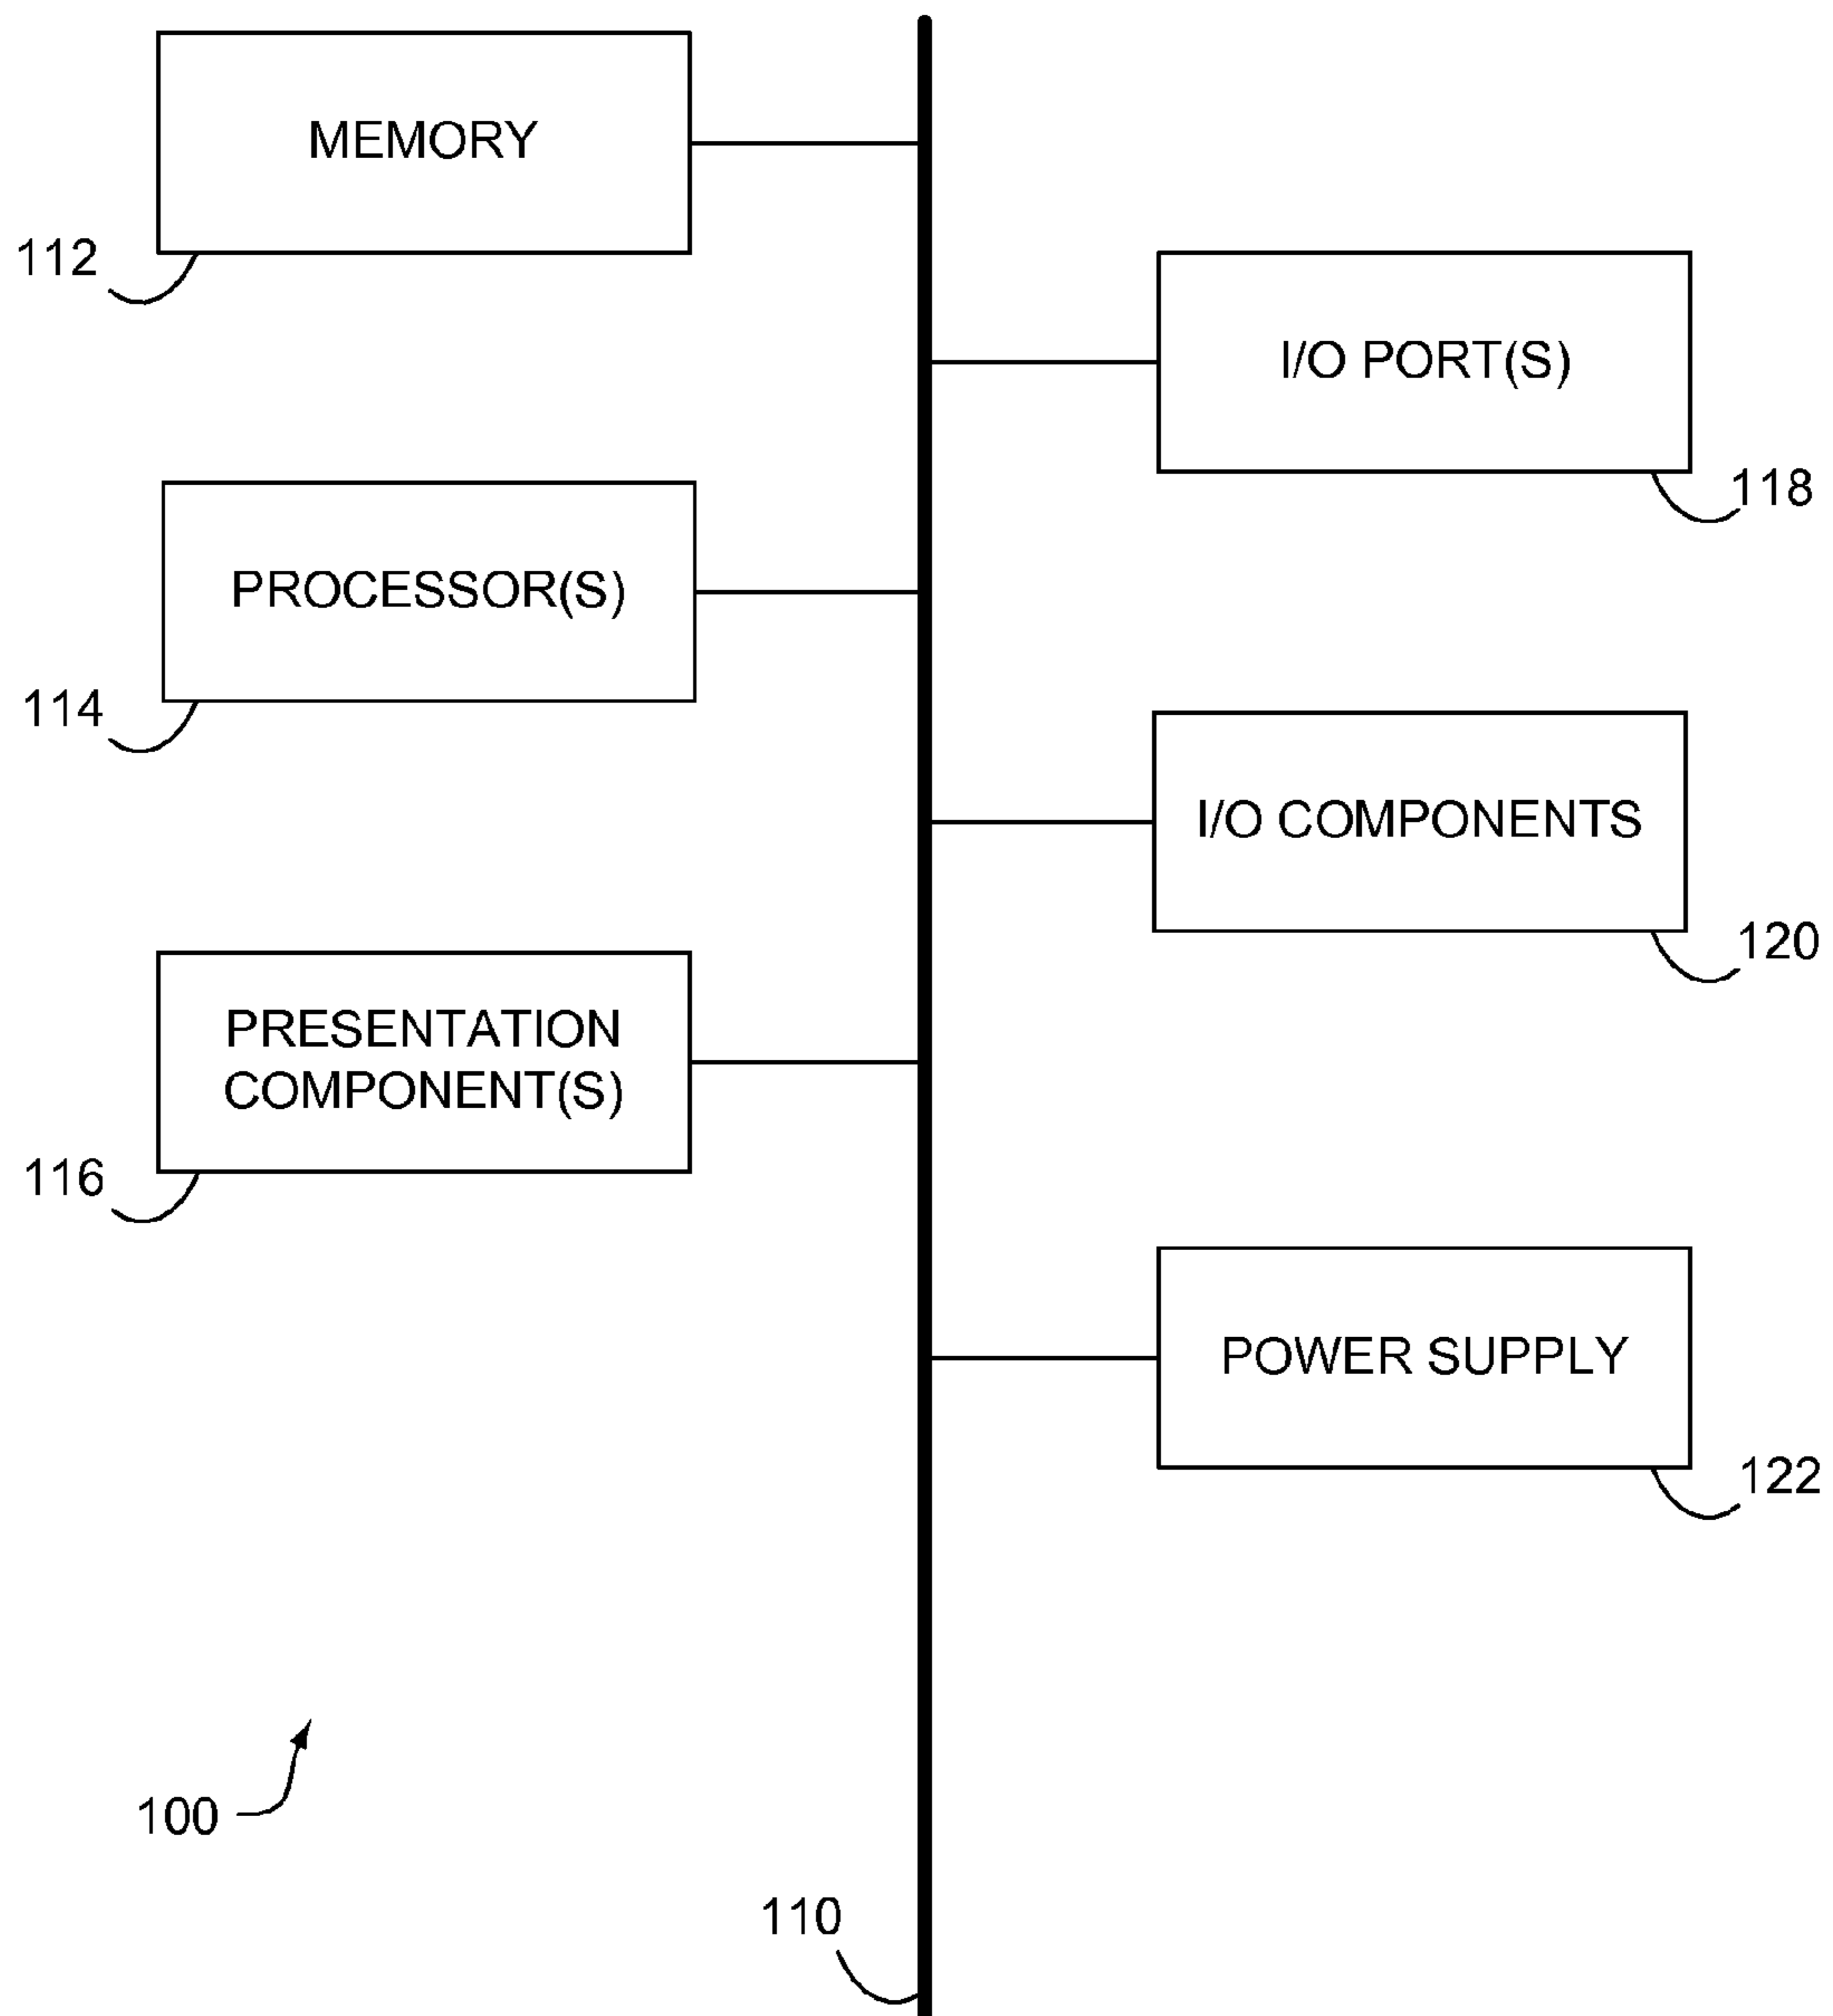 MEMORY
112
I/O PORT(S)
118
PROCESSOR(S)
114
I/O COMPONENTS
120
PRESENTATION
COMPONENT(S)
116
POWER SUPPLY
122
100
110